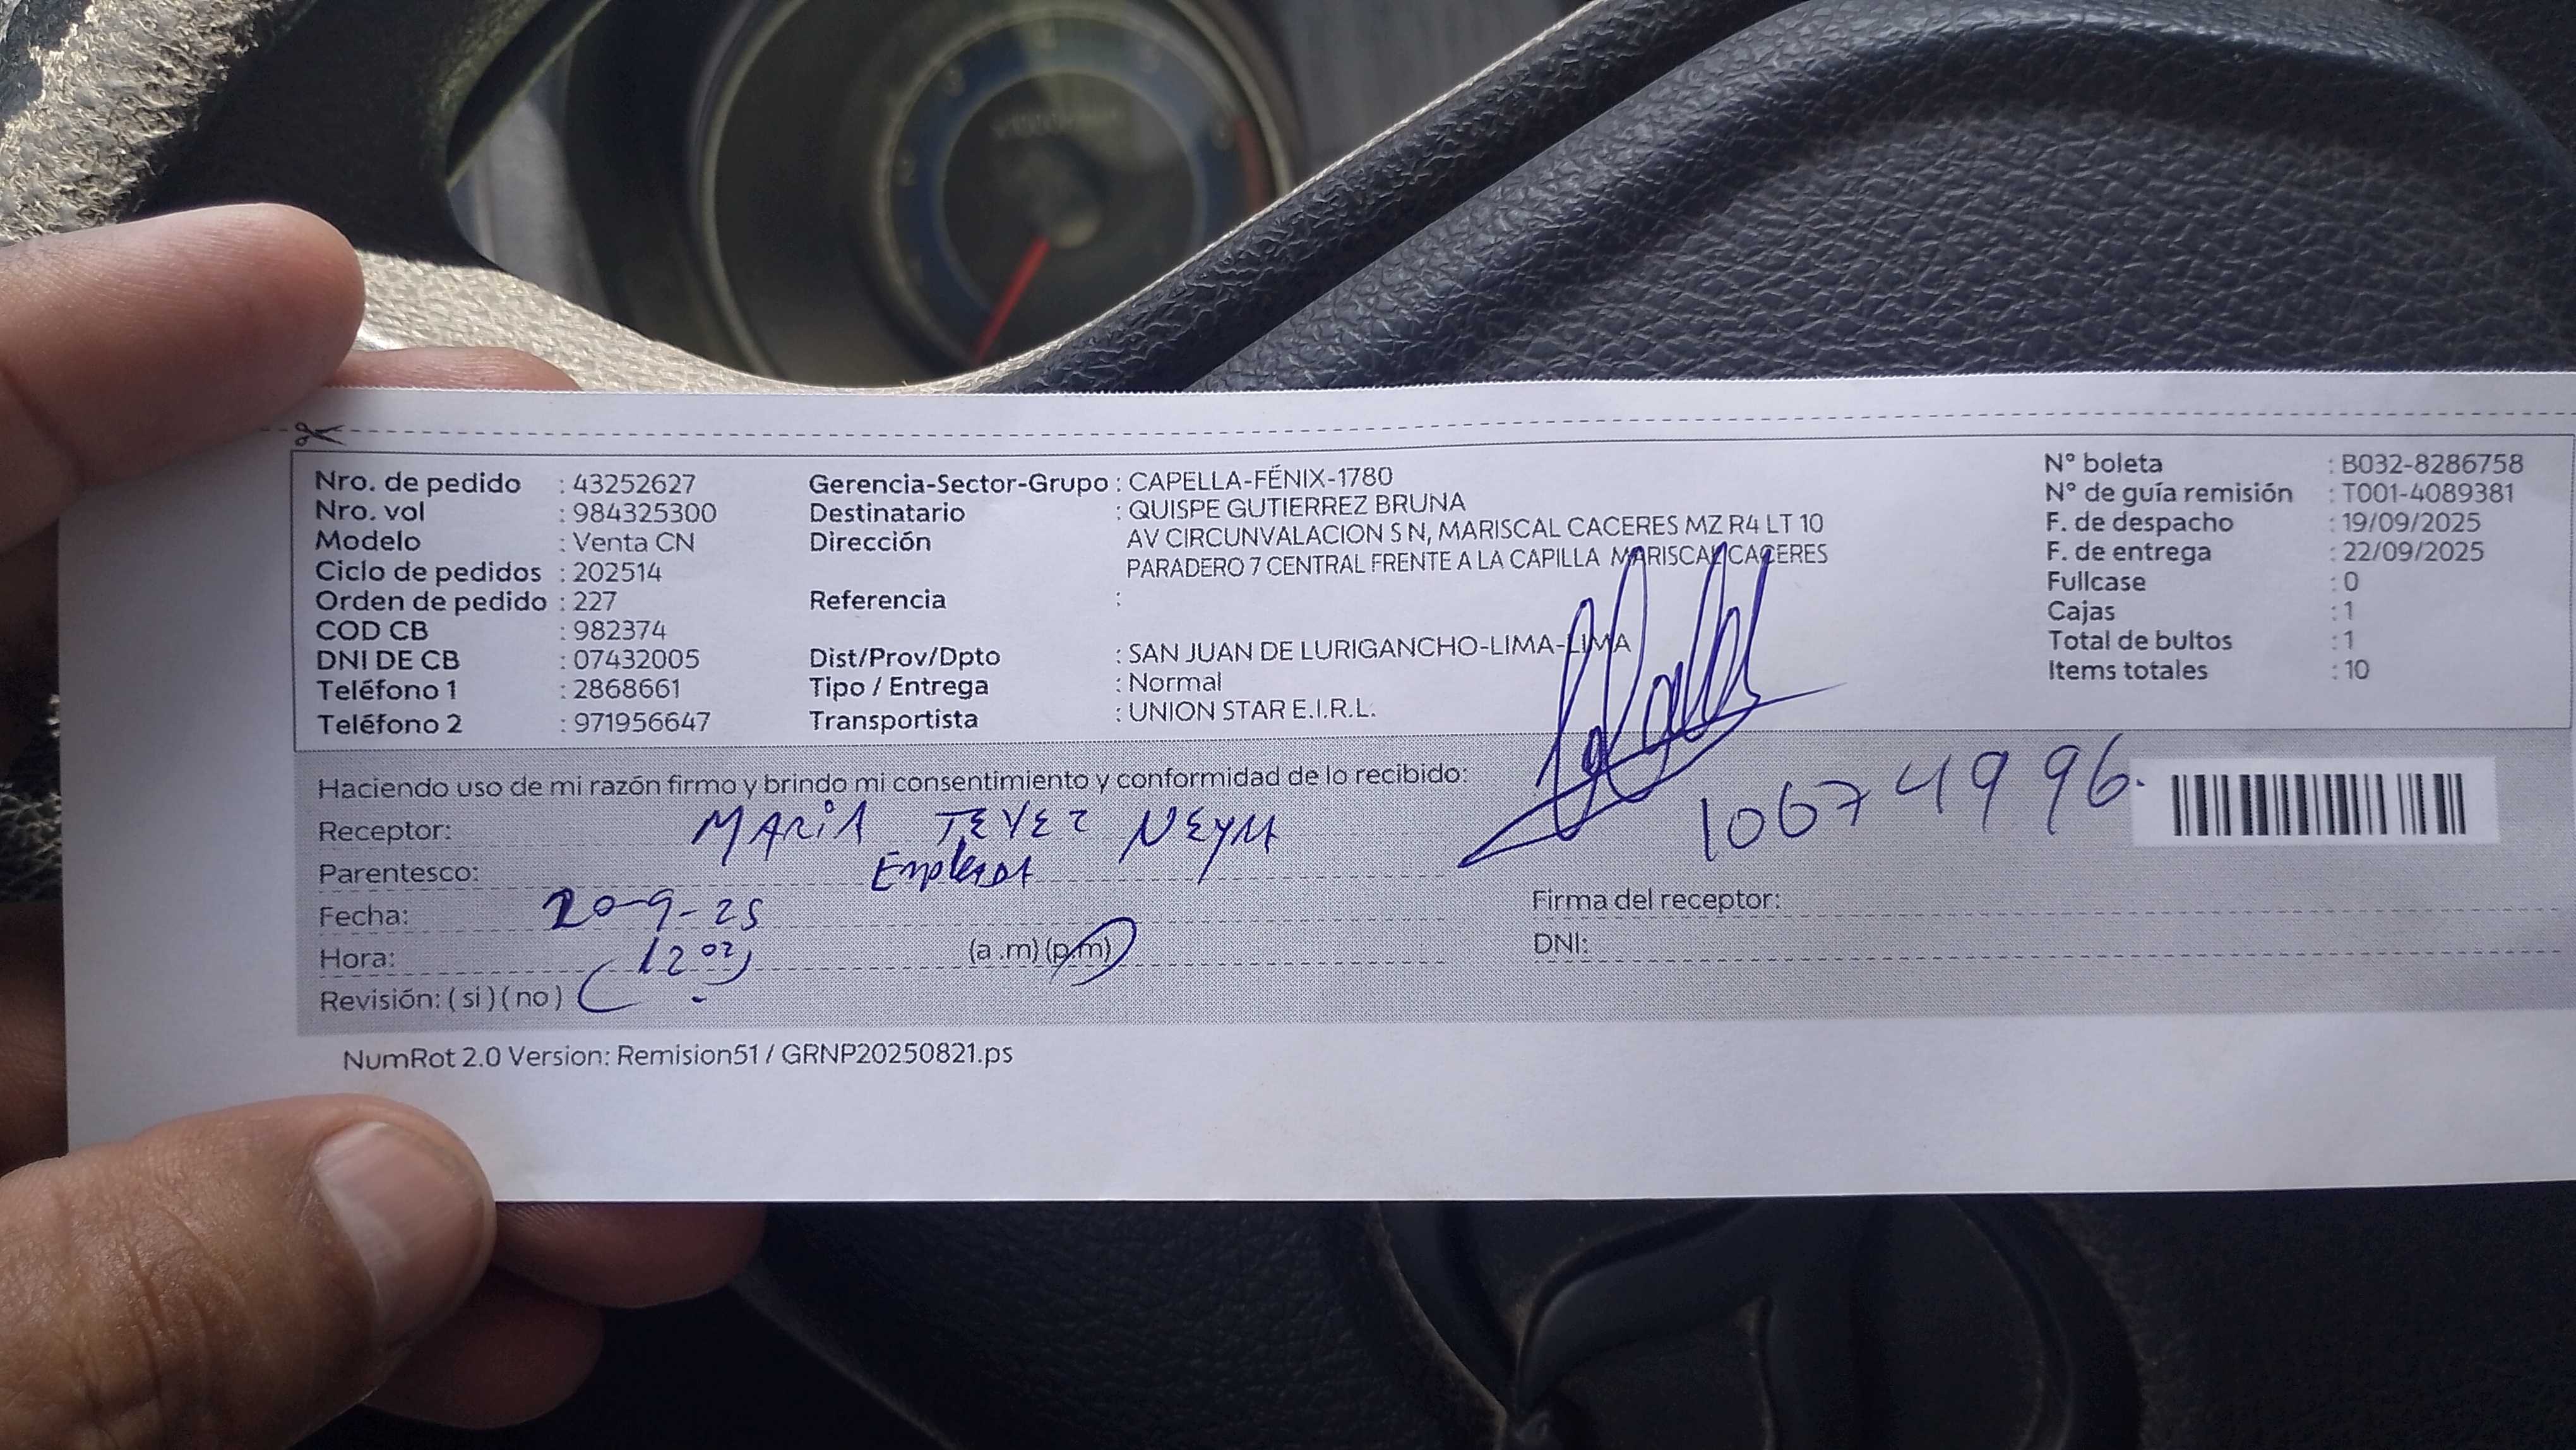 Nro. de pedido : 43252627
Nro. vol : 984325300
Modelo : Venta CN
Ciclo de pedidos : 202514
Orden de pedido : 227
COD CB : 982374
DNI DE CB : 07432005
Teléfono 1 : 2868661
Teléfono 2 : 971956647
Gerencia-Sector-Grupo : CAPELLA-FÉNIX-1780
Destinatario : QUISPE GUTIERREZ BRUNA
Dirección : AV CIRCUNVALACION S N, MARISCAL CACERES MZ R4 LT 10
PARADERO 7 CENTRAL FRENTE A LA CAPILLA MARISCAL CACERES
Referencia :
Dist/Prov/Dpto : SAN JUAN DE LURIGANCHO-LIMA-LIMA
Tipo / Entrega : Normal
Transportista : UNION STAR E.I.R.L.
N° boleta : B032-8286758
N° de guía remisión : T001-4089381
F. de despacho : 19/09/2025
F. de entrega : 22/09/2025
Fullcase : 0
Cajas : 1
Total de bultos : 1
Items totales : 10
Haciendo uso de mi razón firmo y brindo mi consentimiento y conformidad de lo recibido:
Receptor: MARIA TEVEZ NEYRA
Parentesco:
Fecha: 20-9-25
Hora: 12 (a .m) (p.m)
Revisión: ( si ) ( no )
10674996.
Firma del receptor:
DNI:
NumRot 2.0 Version: Remision51 / GRNP20250821.ps